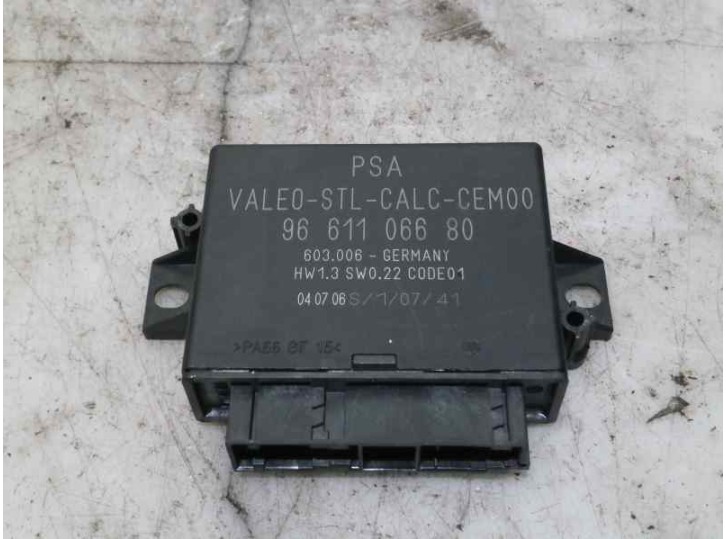 PSA
VALEO-STL-CALC-CEM00
96 611 066 80
603.006 - GERMANY
HW1.3 SW0.22 CODE01
04 07 06 S/1/07/41
>PA66 GF 15<